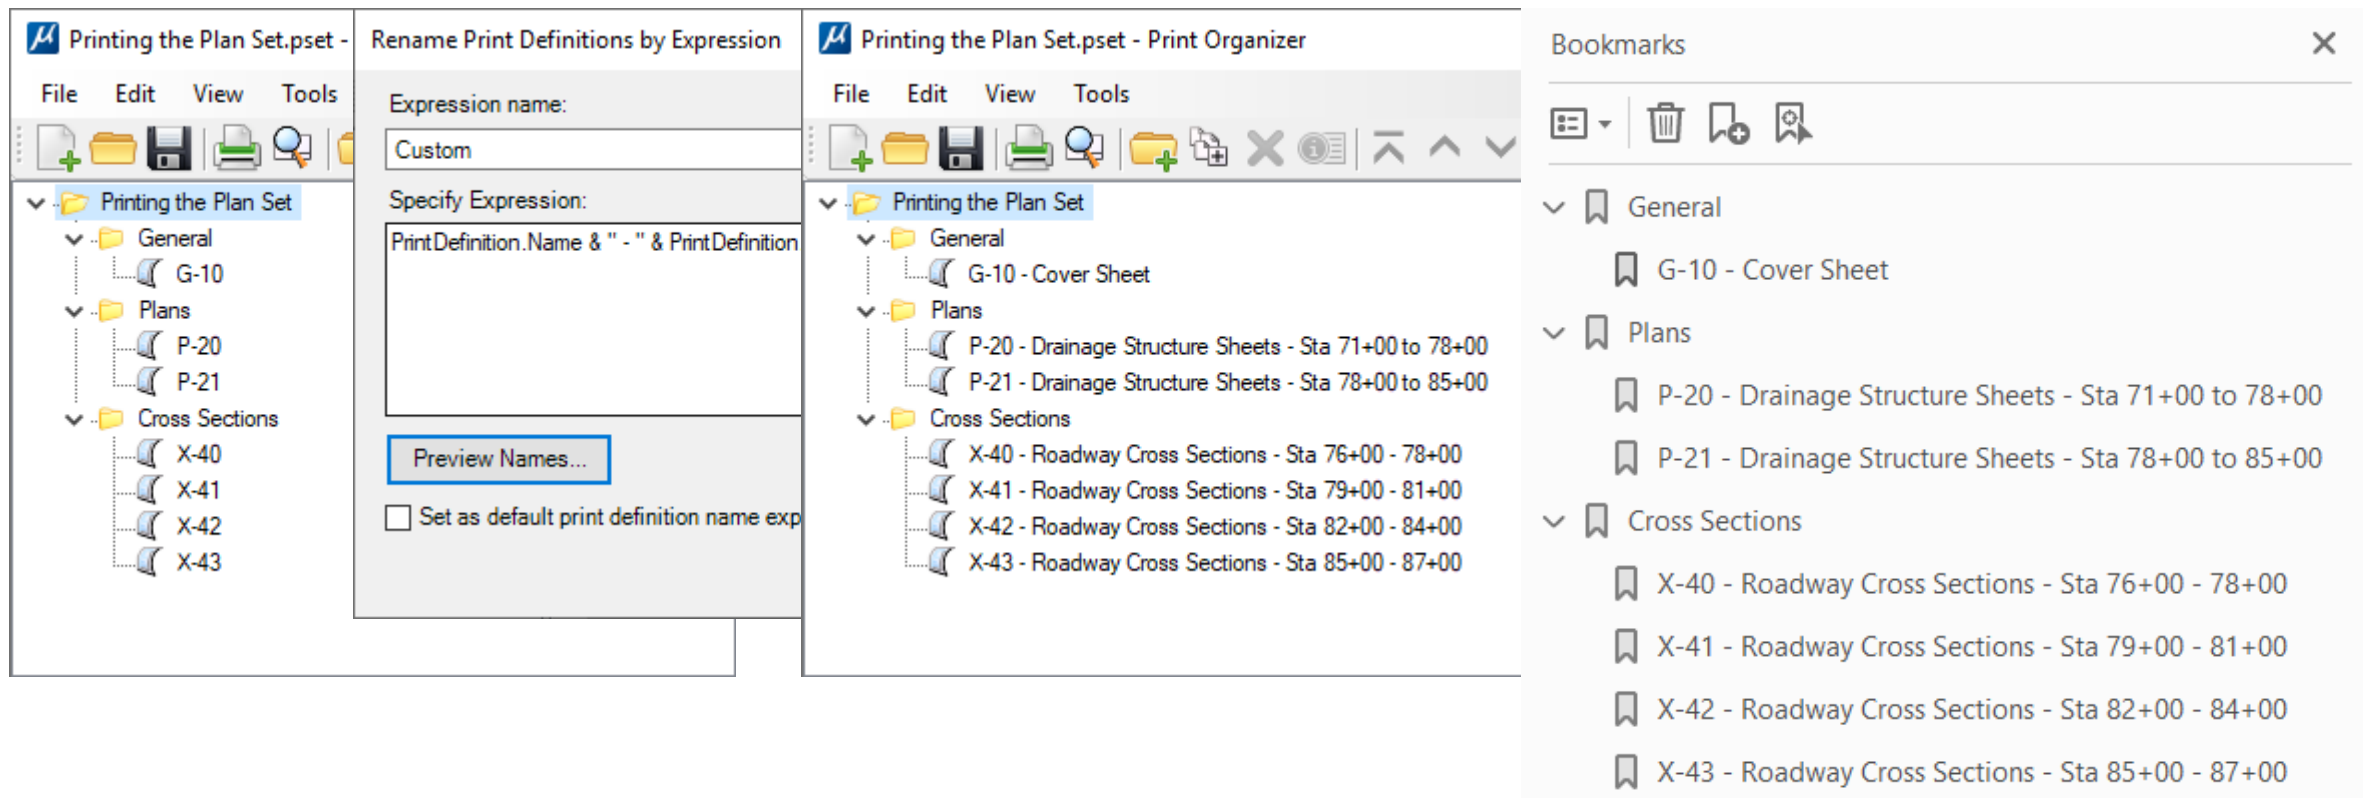 Printing the Plan Set.pset -
File Edit View Tools
Printing the Plan Set
General
G-10
Plans
P-20
P-21
Cross Sections
X-40
X-41
X-42
X-43
Rename Print Definitions by Expression
Expression name:
Custom
Specify Expression:
PrintDefinition.Name & " - " & PrintDefinition
Preview Names...
Set as default print definition name exp
Printing the Plan Set.pset - Print Organizer
File Edit View Tools
Printing the Plan Set
General
G-10 - Cover Sheet
Plans
P-20 - Drainage Structure Sheets - Sta 71+00 to 78+00
P-21 - Drainage Structure Sheets - Sta 78+00 to 85+00
Cross Sections
X-40 - Roadway Cross Sections - Sta 76+00 - 78+00
X-41 - Roadway Cross Sections - Sta 79+00 - 81+00
X-42 - Roadway Cross Sections - Sta 82+00 - 84+00
X-43 - Roadway Cross Sections - Sta 85+00 - 87+00
Bookmarks
General
G-10 - Cover Sheet
Plans
P-20 - Drainage Structure Sheets - Sta 71+00 to 78+00
P-21 - Drainage Structure Sheets - Sta 78+00 to 85+00
Cross Sections
X-40 - Roadway Cross Sections - Sta 76+00 - 78+00
X-41 - Roadway Cross Sections - Sta 79+00 - 81+00
X-42 - Roadway Cross Sections - Sta 82+00 - 84+00
X-43 - Roadway Cross Sections - Sta 85+00 - 87+00